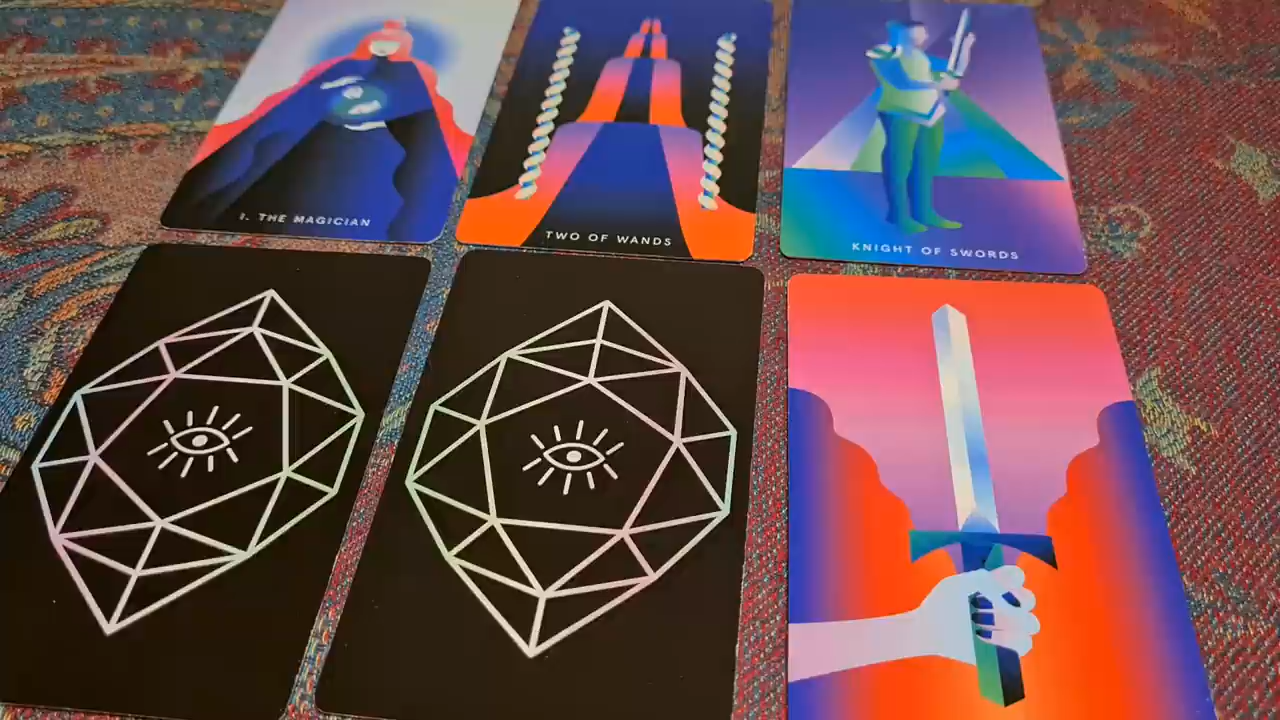 I. THE MAGICIAN
TWO OF WANDS
KNIGHT OF SWORDS